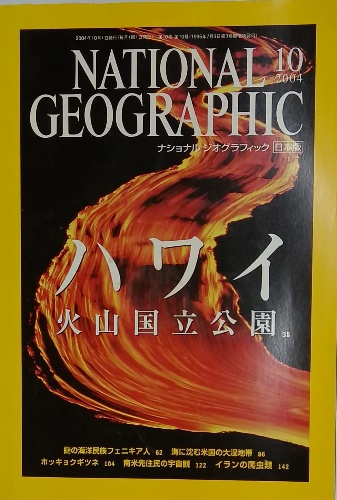 NATIONAL
GEOGRAPHIC
10
2004
ナショナル ジオグラフィック 日本版
ハワイ
火山国立公園 38
謎の海洋民族フェニキア人 62 海に沈む米国の大湿地帯 86
ホッキョクギツネ 104 南米先住民の宇宙観 122 イランの爬虫類 142